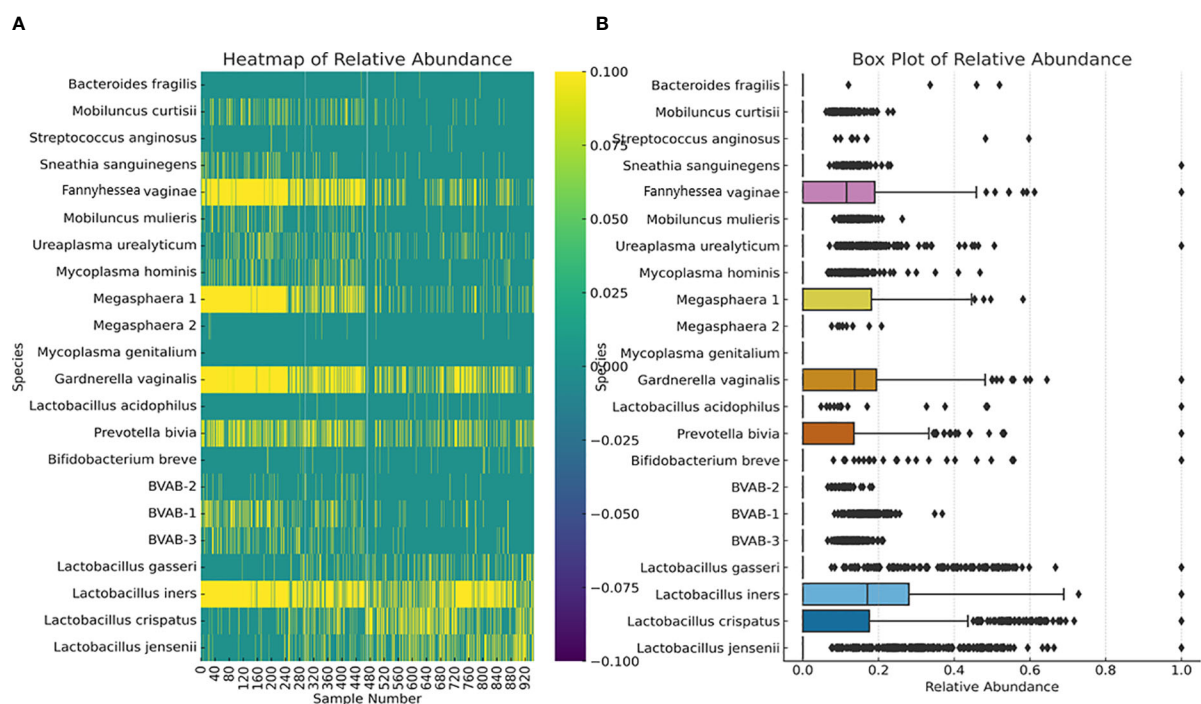 A
Heatmap of Relative Abundance
Species
Bacteroides fragilis
Mobiluncus curtisii
Streptococcus anginosus
Sneathia sanguinegens
Fannyhessea vaginae
Mobiluncus mulieris
Ureaplasma urealyticum
Mycoplasma hominis
Megasphaera 1
Megasphaera 2
Mycoplasma genitalium
Gardnerella vaginalis
Lactobacillus acidophilus
Prevotella bivia
Bifidobacterium breve
BVAB-2
BVAB-1
BVAB-3
Lactobacillus gasseri
Lactobacillus iners
Lactobacillus crispatus
Lactobacillus jensenii
0 40 80 120 160 200 240 280 320 360 400 440 480 520 560 600 640 680 720 760 800 840 880 920
Sample Number
0.100
0.075
0.050
0.025
0.000
−0.025
−0.050
−0.075
−0.100
B
Box Plot of Relative Abundance
Species
Bacteroides fragilis
Mobiluncus curtisii
Streptococcus anginosus
Sneathia sanguinegens
Fannyhessea vaginae
Mobiluncus mulieris
Ureaplasma urealyticum
Mycoplasma hominis
Megasphaera 1
Megasphaera 2
Mycoplasma genitalium
Gardnerella vaginalis
Lactobacillus acidophilus
Prevotella bivia
Bifidobacterium breve
BVAB-2
BVAB-1
BVAB-3
Lactobacillus gasseri
Lactobacillus iners
Lactobacillus crispatus
Lactobacillus jensenii
0.0 0.2 0.4 0.6 0.8 1.0
Relative Abundance